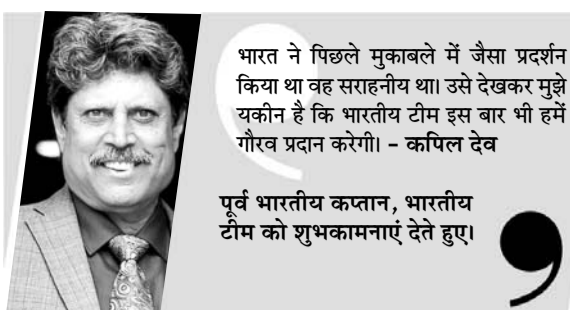 भारत ने पिछले मुकाबले में जैसा प्रदर्शन
किया था वह सराहनीय था। उसे देखकर मुझे
यकीन है कि भारतीय टीम इस बार भी हमें
गौरव प्रदान करेगी। – कपिल देव
पूर्व भारतीय कप्तान, भारतीय
टीम को शुभकामनाएं देते हुए।